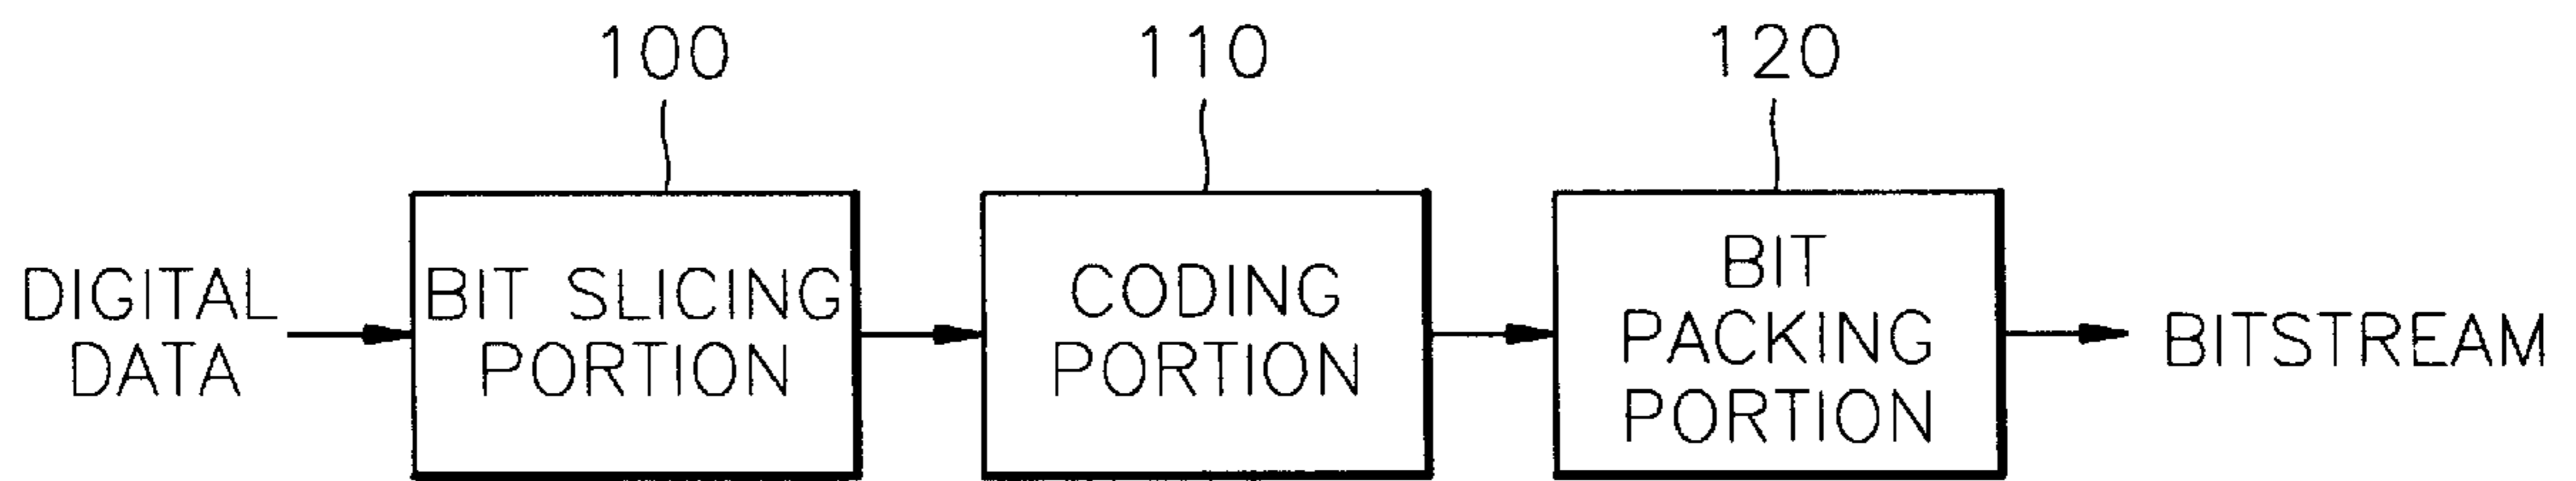 100
110
120
DIGITAL
DATA
BIT SLICING
PORTION
CODING
PORTION
BIT
PACKING
PORTION
BITSTREAM